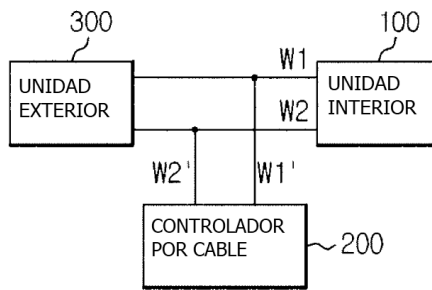 300
100
UNIDAD
EXTERIOR
W1
W2
UNIDAD
INTERIOR
W2'
W1'
CONTROLADOR
POR CABLE
200